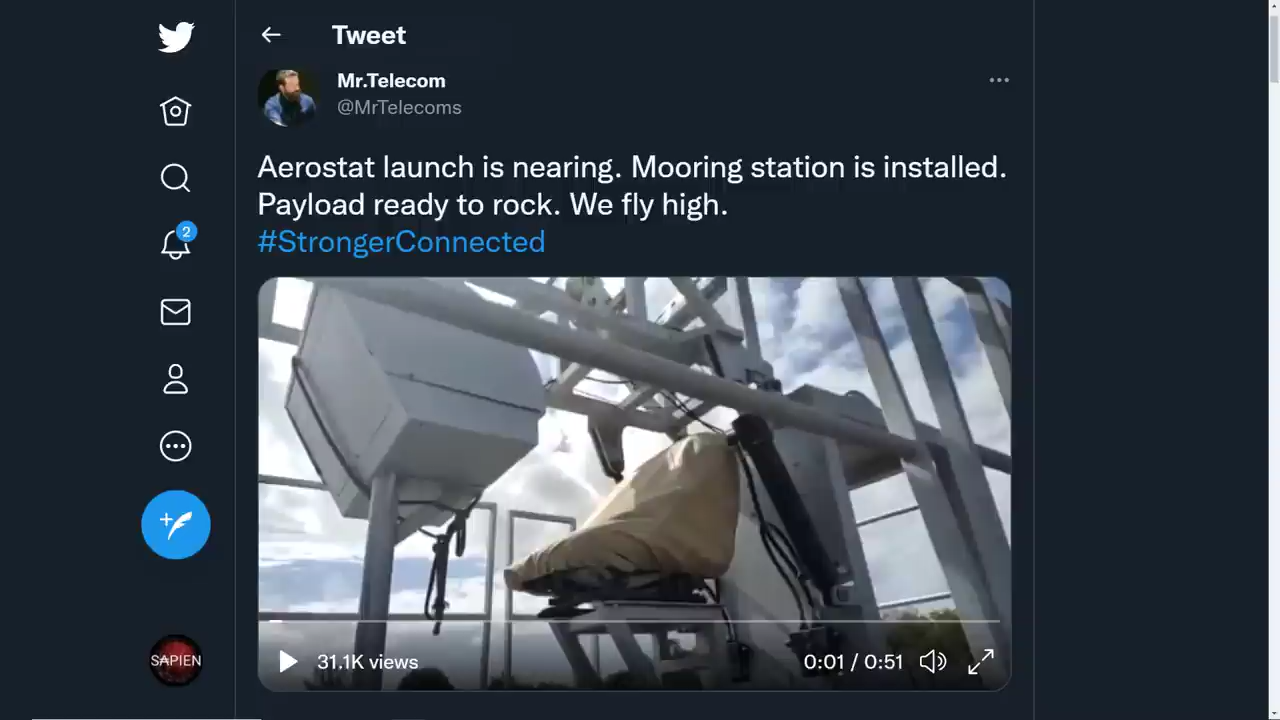 Tweet
Mr.Telecom
@MrTelecoms
Aerostat launch is nearing. Mooring station is installed.
Payload ready to rock. We fly high.
#StrongerConnected
2
31.1K views
0:01 / 0:51
SAPIEN